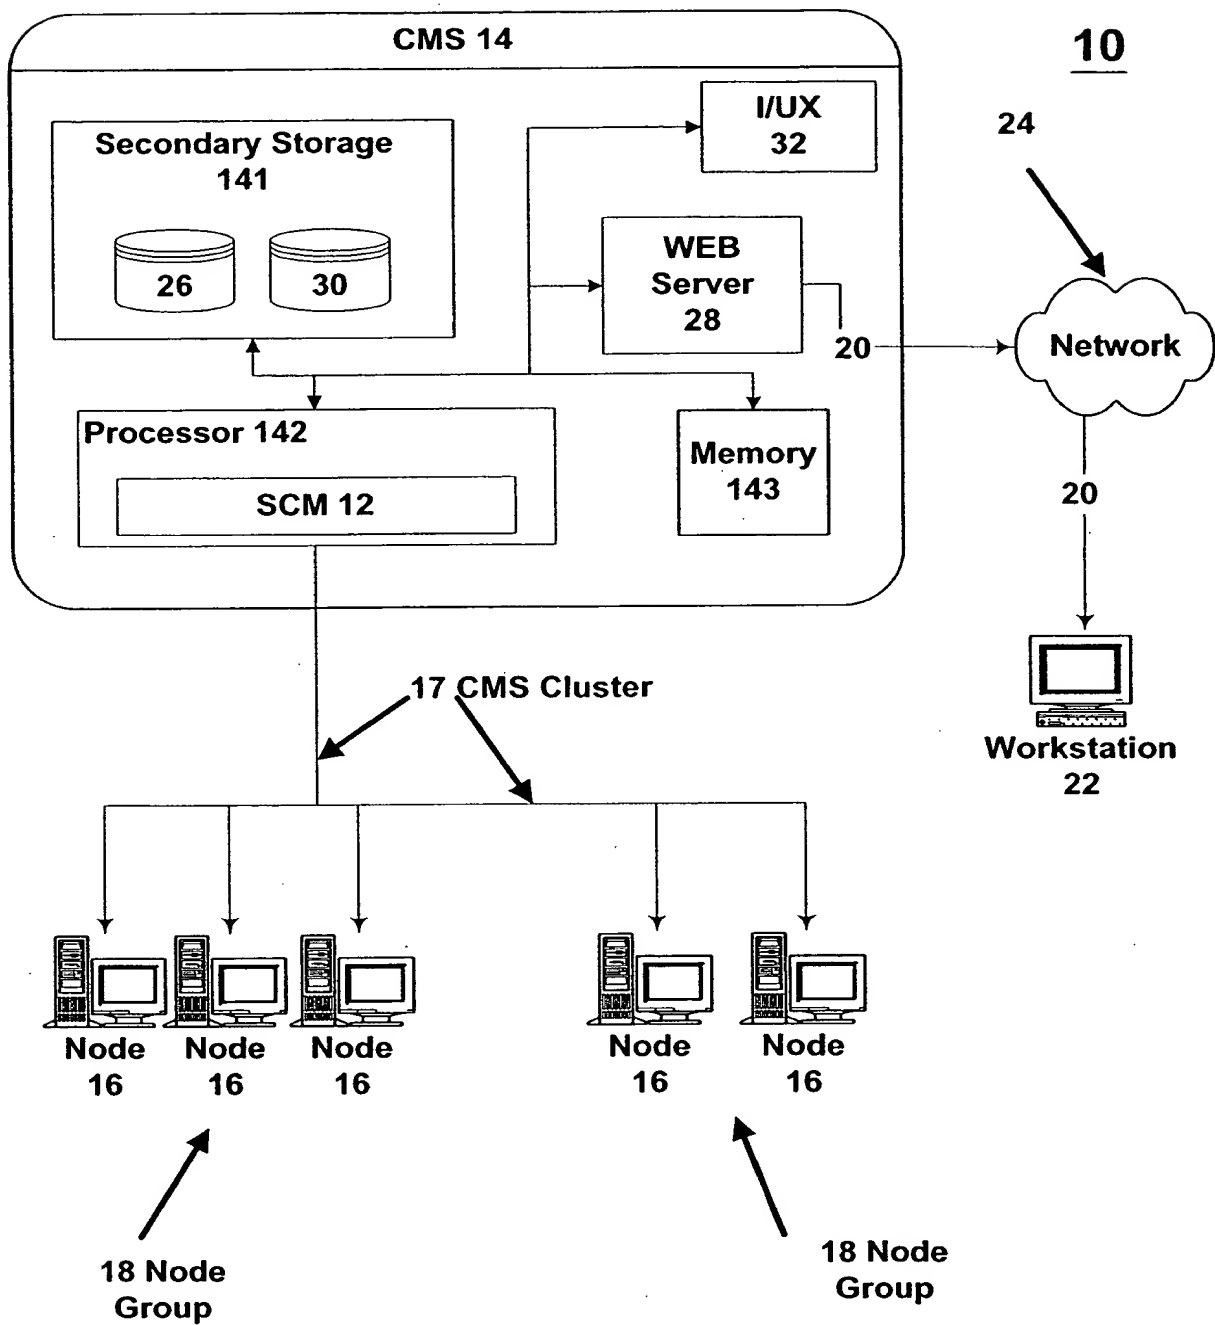 CMS 14
10
I/UX
32
24
Secondary Storage
141
26
30
WEB
Server
28
20
Network
Processor 142
SCM 12
Memory
143
20
17 CMS Cluster
Workstation
22
Node
16
Node
16
Node
16
Node
16
Node
16
18 Node
Group
18 Node
Group